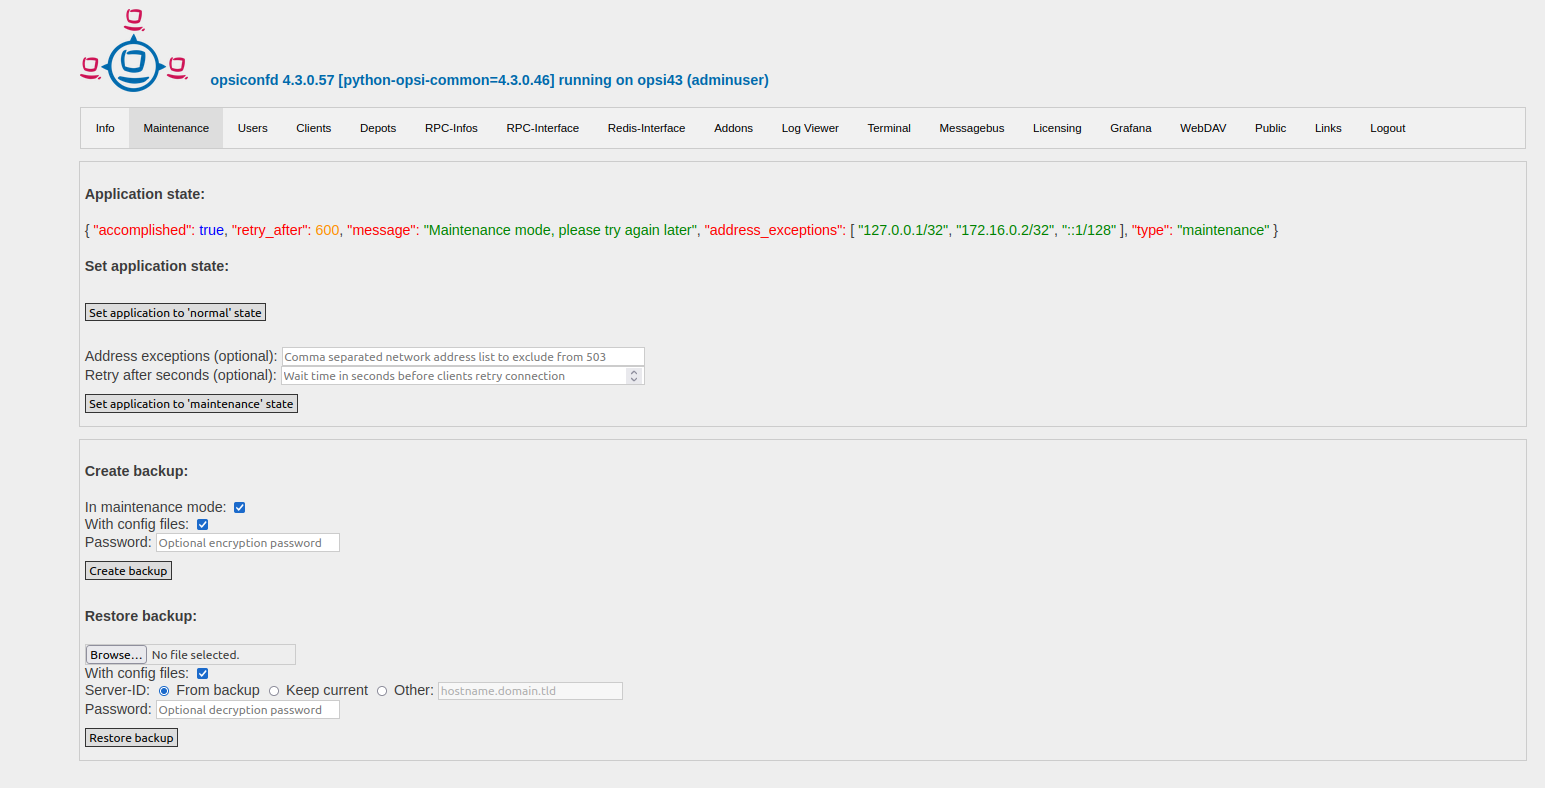 opsiconfd 4.3.0.57 [python-opsi-common=4.3.0.46] running on opsi43 (adminuser)
Info Maintenance Users Clients Depots RPC-Infos RPC-Interface Redis-Interface Addons Log Viewer Terminal Messagebus Licensing Grafana WebDAV Public Links Logout
Application state:
{ "accomplished": true, "retry_after": 600, "message": "Maintenance mode, please try again later", "address_exceptions": [ "127.0.0.1/32", "172.16.0.2/32", "::1/128" ], "type": "maintenance" }
Set application state:
Set application to 'normal' state
Address exceptions (optional): Comma separated network address list to exclude from 503
Retry after seconds (optional): Wait time in seconds before clients retry connection
Set application to 'maintenance' state
Create backup:
In maintenance mode:
With config files:
Password: Optional encryption password
Create backup
Restore backup:
Browse... No file selected.
With config files:
Server-ID: From backup Keep current Other: hostname.domain.tld
Password: Optional decryption password
Restore backup